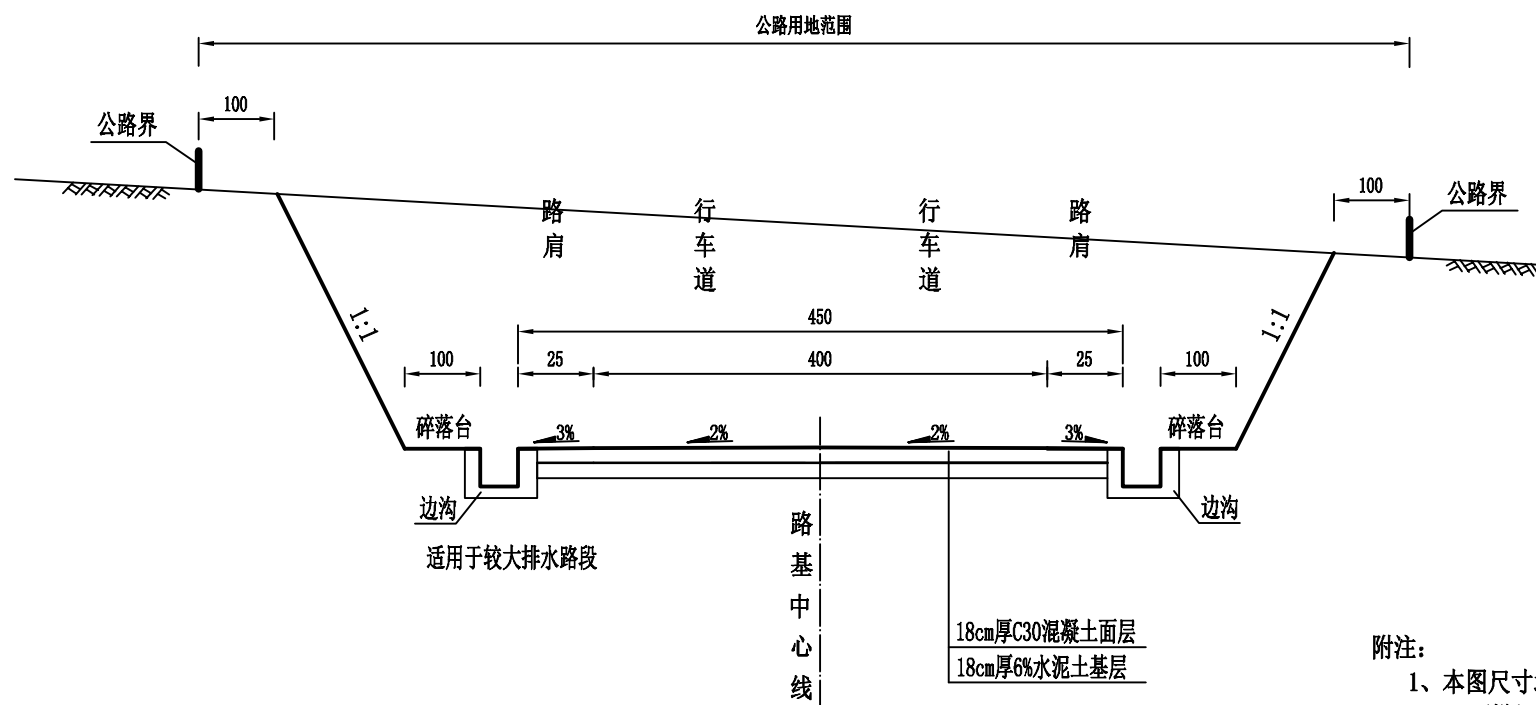 公路用地范围
100
公路界
100
公路界
路肩
行车道
行车道
路肩
1:1
1:1
450
100
25
400
25
100
碎落台
3%
2%
2%
3%
碎落台
边沟
边沟
适用于较大排水路段
路基中心线
18cm厚C30混凝土面层
18cm厚6%水泥土基层
附注：
1、本图尺寸